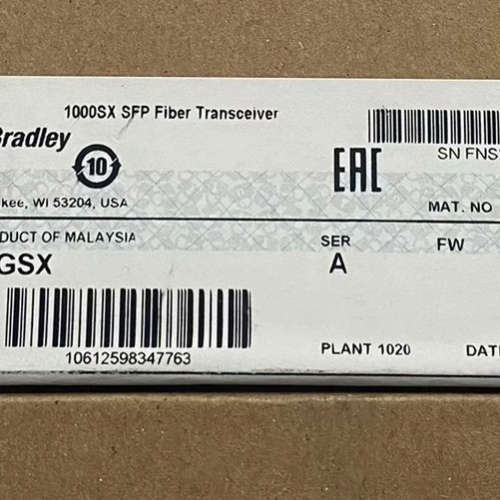 1000SX SFP Fiber Transceiver
Bradley
10
EAC
SN FNS
kee, WI 53204, USA
MAT. NO
DUCT OF MALAYSIA
SER
FW
GSX
A
10612598347763
PLANT 1020
DAT